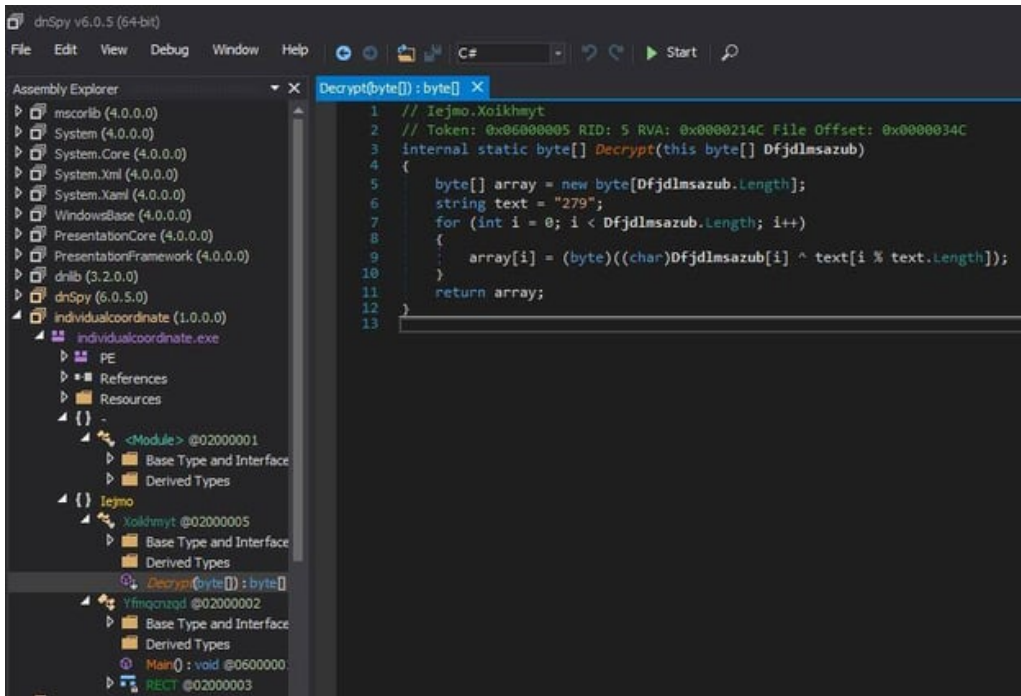 dnSpy v6.0.5 (64-bit)
File Edit View Debug Window Help C# Start
Assembly Explorer
mscorlib (4.0.0.0)
System (4.0.0.0)
System.Core (4.0.0.0)
System.Xml (4.0.0.0)
System.Xaml (4.0.0.0)
WindowsBase (4.0.0.0)
PresentationCore (4.0.0.0)
PresentationFramework (4.0.0.0)
dnlib (3.2.0.0)
dnSpy (6.0.5.0)
individualcoordinate (1.0.0.0)
individualcoordinate.exe
PE
References
Resources
{ } -
<Module> @02000001
Base Type and Interface
Derived Types
{ } Iejmo
Xoikhmyt @02000005
Base Type and Interface
Derived Types
Decrypt(byte[]) : byte[]
Yfmqcnzqd @02000002
Base Type and Interface
Derived Types
Main() : void @0600000
RECT @02000003
Decrypt(byte[]) : byte[]
1 // Iejmo.Xoikhmyt
2 // Token: 0x06000005 RID: 5 RVA: 0x0000214C File Offset: 0x0000034C
3 internal static byte[] Decrypt(this byte[] Dfjdlmsazub)
4 {
5 byte[] array = new byte[Dfjdlmsazub.Length];
6 string text = "279";
7 for (int i = 0; i < Dfjdlmsazub.Length; i++)
8 {
9 array[i] = (byte)((char)Dfjdlmsazub[i] ^ text[i % text.Length]);
10 }
11 return array;
12 }
13